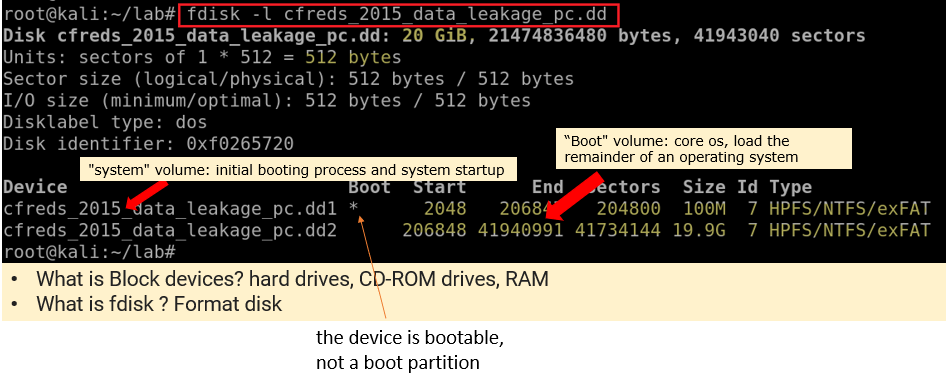 root@kali:~/lab# fdisk -l cfreds_2015_data_leakage_pc.dd
Disk cfreds_2015_data_leakage_pc.dd: 20 GiB, 21474836480 bytes, 41943040 sectors
Units: sectors of 1 * 512 = 512 bytes
Sector size (logical/physical): 512 bytes / 512 bytes
I/O size (minimum/optimal): 512 bytes / 512 bytes
Disklabel type: dos
Disk identifier: 0xf0265720
“Boot" volume: core os, load the
remainder of an operating system
"system" volume: initial booting process and system startup
Device Boot Start End Sectors Size Id Type
cfreds_2015_data_leakage_pc.dd1 * 2048 204800 100M 7 HPFS/NTFS/exFAT
cfreds_2015_data_leakage_pc.dd2 206848 41940991 41734144 19.9G 7 HPFS/NTFS/exFAT
root@kali:~/lab#
• What is Block devices? hard drives, CD-ROM drives, RAM
• What is fdisk ? Format disk
the device is bootable,
not a boot partition